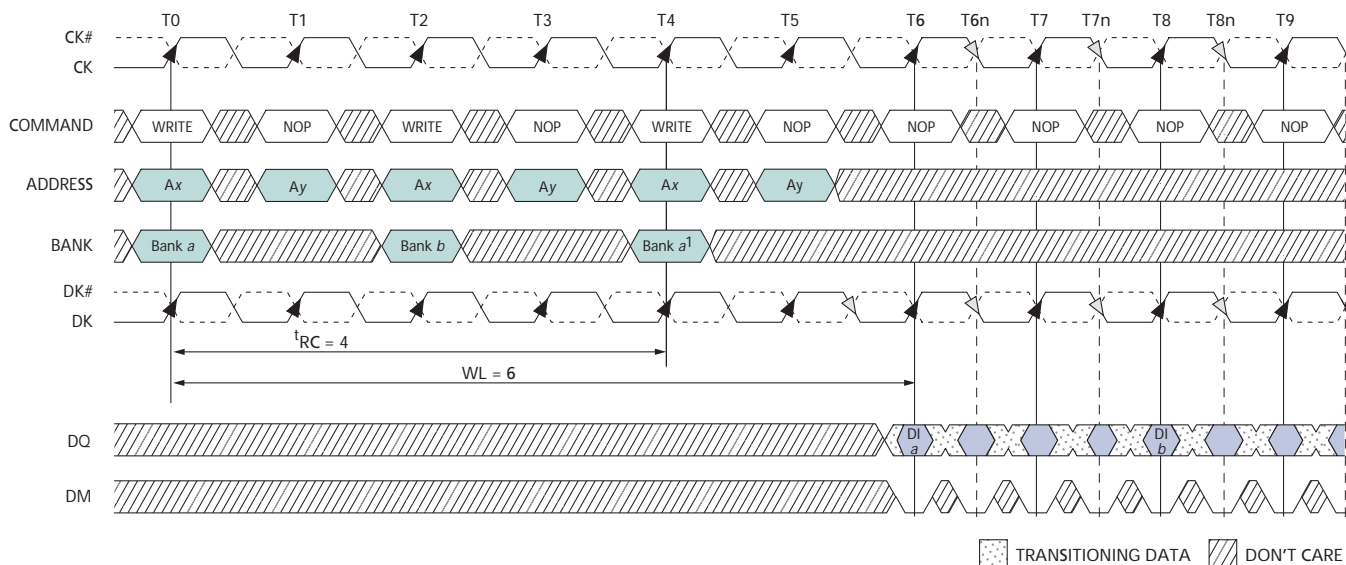 T0 T1 T2 T3 T4 T5 T6 T6n T7 T7n T8 T8n T9
CK#
CK
COMMAND WRITE NOP WRITE NOP WRITE NOP NOP NOP NOP NOP
ADDRESS Ax Ay Ax Ay Ax Ay
BANK Bank a Bank b Bank a1
DK#
DK
tRC = 4
WL = 6
DQ DI a DI b
DM
TRANSITIONING DATA DON'T CARE